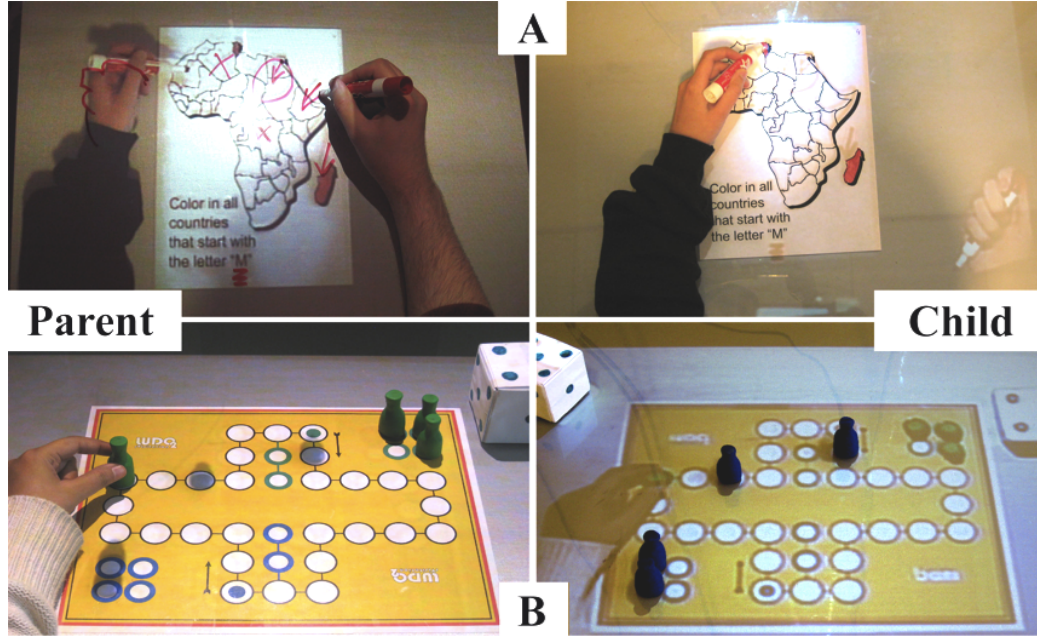 A
Color in all
countries
that start with
the letter "M"
Color in all
countries
that start with
the letter "M"
Parent
Child
B